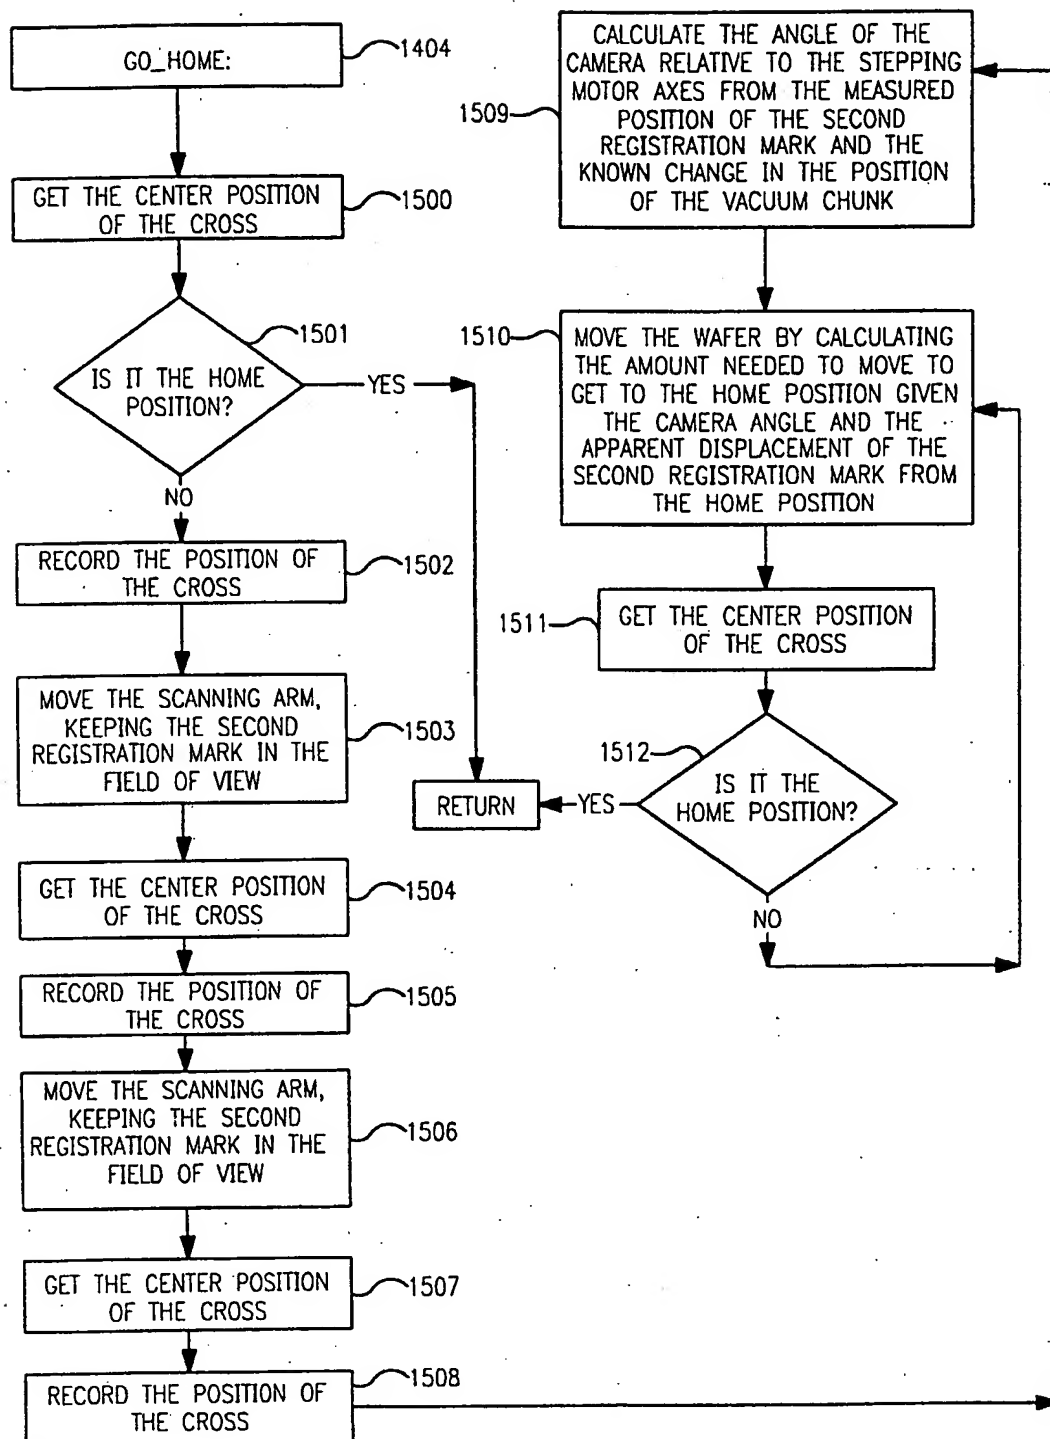 GO_HOME:
1404
GET THE CENTER POSITION
OF THE CROSS
1500
1501
IS IT THE HOME
POSITION?
YES
NO
RECORD THE POSITION OF
THE CROSS
1502
MOVE THE SCANNING ARM,
KEEPING THE SECOND
REGISTRATION MARK IN THE
FIELD OF VIEW
1503
GET THE CENTER POSITION
OF THE CROSS
1504
RECORD THE POSITION OF
THE CROSS
1505
MOVE THE SCANNING ARM,
KEEPING THE SECOND
REGISTRATION MARK IN THE
FIELD OF VIEW
1506
GET THE CENTER POSITION
OF THE CROSS
1507
RECORD THE POSITION OF
THE CROSS
1508
1509
CALCULATE THE ANGLE OF THE
CAMERA RELATIVE TO THE STEPPING
MOTOR AXES FROM THE MEASURED
POSITION OF THE SECOND
REGISTRATION MARK AND THE
KNOWN CHANGE IN THE POSITION
OF THE VACUUM CHUNK
1510
MOVE THE WAFER BY CALCULATING
THE AMOUNT NEEDED TO MOVE TO
GET TO THE HOME POSITION GIVEN
THE CAMERA ANGLE AND THE
APPARENT DISPLACEMENT OF THE
SECOND REGISTRATION MARK FROM
THE HOME POSITION
1511
GET THE CENTER POSITION
OF THE CROSS
1512
IS IT THE
HOME POSITION?
YES
RETURN
NO